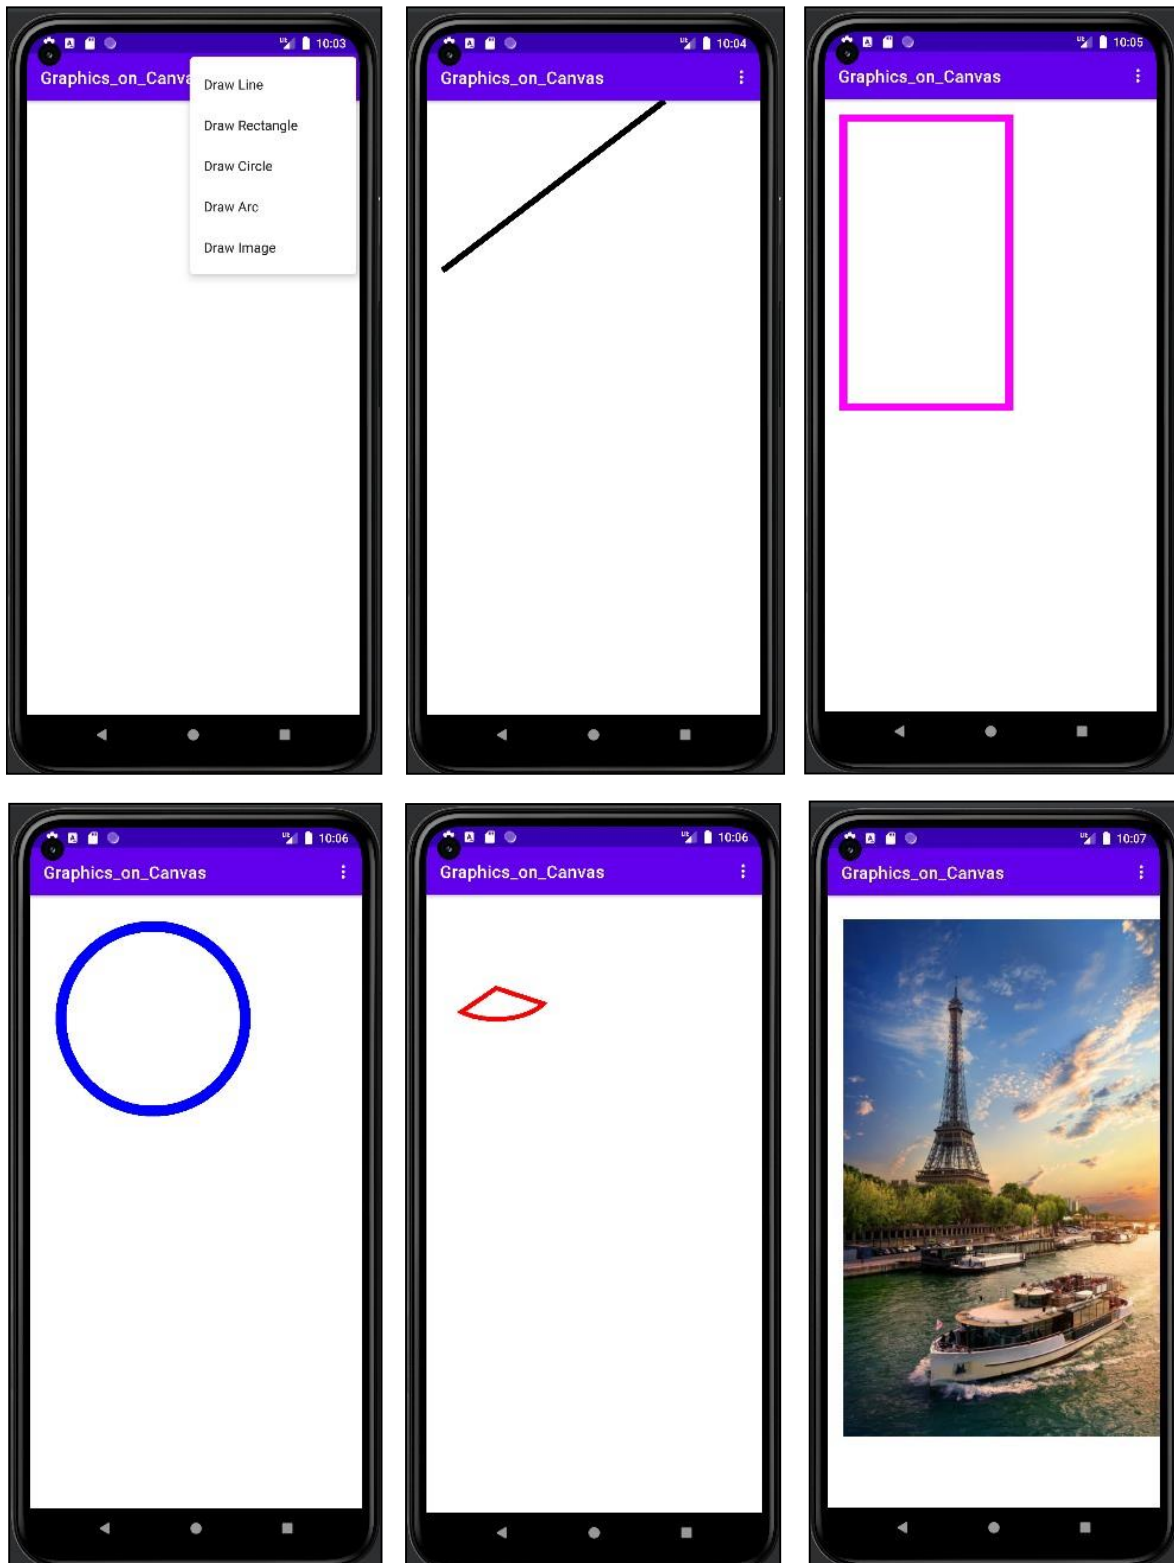 10:03
Graphics_on_Canva
Draw Line
Draw Rectangle
Draw Circle
Draw Arc
Draw Image
10:04
Graphics_on_Canvas
10:05
Graphics_on_Canvas
10:06
Graphics_on_Canvas
10:06
Graphics_on_Canvas
10:07
Graphics_on_Canvas